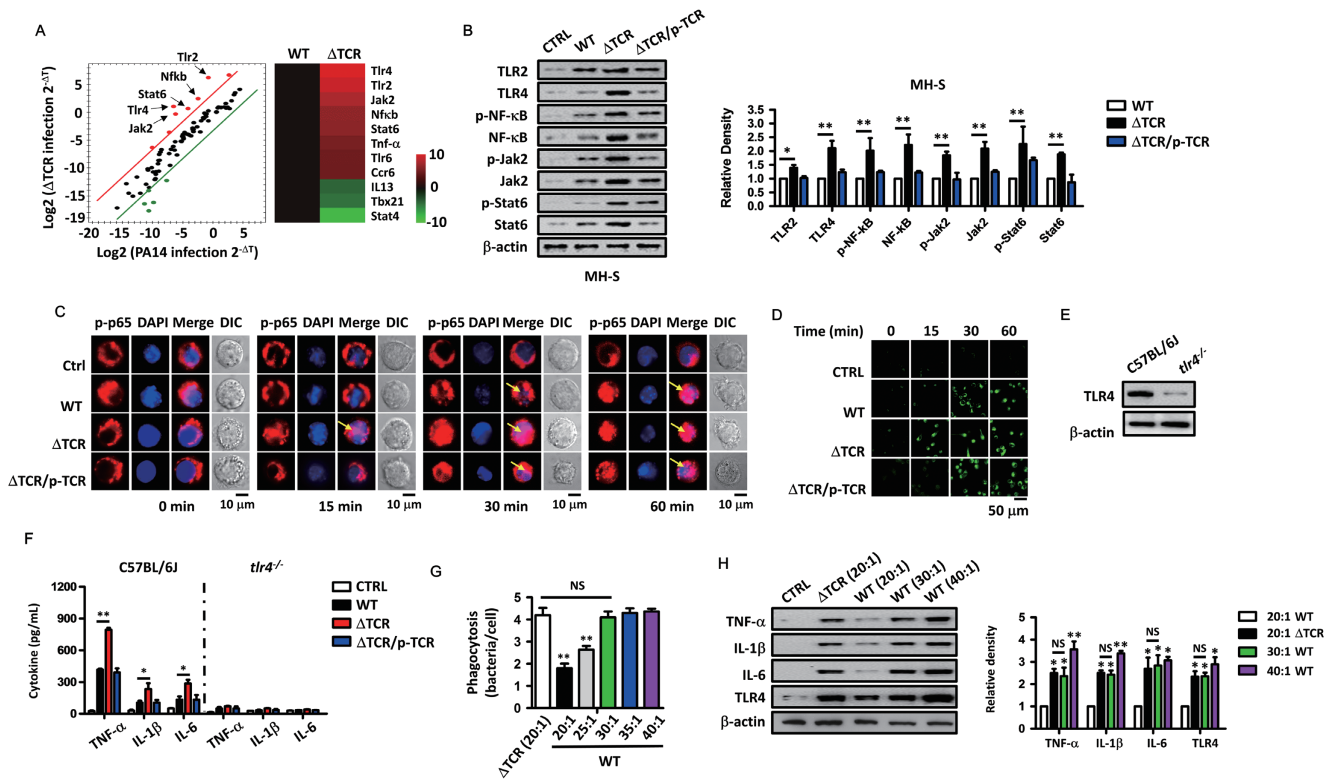 A
WT ΔTCR
Tlr2
Nfkb
Stat6
Tlr4
Jak2
Log2 (ΔTCR infection 2-ΔT)
5
0
-5
-10
-15
-19
-20 -15 -10 -5 0 5
Log2 (PA14 infection 2-ΔT)
Tlr4
Tlr2
Jak2
Nfκb
Stat6
Tnf-α
Tlr6
Ccr6
IL13
Tbx21
Stat4
10
0
-10
B
CTRL WT ΔTCR ΔTCR/p-TCR
TLR2
TLR4
p-NF-κB
NF-κB
p-Jak2
Jak2
p-Stat6
Stat6
β-actin
MH-S
MH-S
Relative Density
3.5
3.0
2.5
2.0
1.5
1.0
0.5
0.0
* ** ** ** ** ** ** **
TLR2 TLR4 p-NF-kB NF-kB p-Jak2 Jak2 p-Stat6 Stat6
WT
ΔTCR
ΔTCR/p-TCR
C
p-p65 DAPI Merge DIC p-p65 DAPI Merge DIC p-p65 DAPI Merge DIC p-p65 DAPI Merge DIC
Ctrl
WT
ΔTCR
ΔTCR/p-TCR
0 min 10 μm 15 min 10 μm 30 min 10 μm 60 min 10 μm
D
Time (min) 0 15 30 60
CTRL
WT
ΔTCR
ΔTCR/p-TCR
50 μm
E
C57BL/6J tlr4-/-
TLR4
β-actin
F
C57BL/6J tlr4-/-
Cytokine (pg/mL)
1200
900
600
300
0
** * *
TNF-α IL-1β IL-6 TNF-α IL-1β IL-6
CTRL
WT
ΔTCR
ΔTCR/p-TCR
G
Phagocytosis
(bacteria/cell)
5
4
3
2
1
0
NS
** **
ΔTCR (20:1) 20:1 25:1 30:1 35:1 40:1
WT
H
CTRL ΔTCR (20:1) WT (20:1) WT (30:1) WT (40:1)
TNF-α
IL-1β
IL-6
TLR4
β-actin
Relative density
5
4
3
2
1
0
NS NS NS NS
* * ** * * ** * * * * * *
TNF-α IL-1β IL-6 TLR4
20:1 WT
20:1 ΔTCR
30:1 WT
40:1 WT